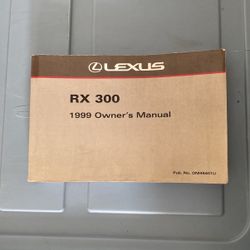 LEXUS
RX 300
1999 Owner's Manual
Pub. No.